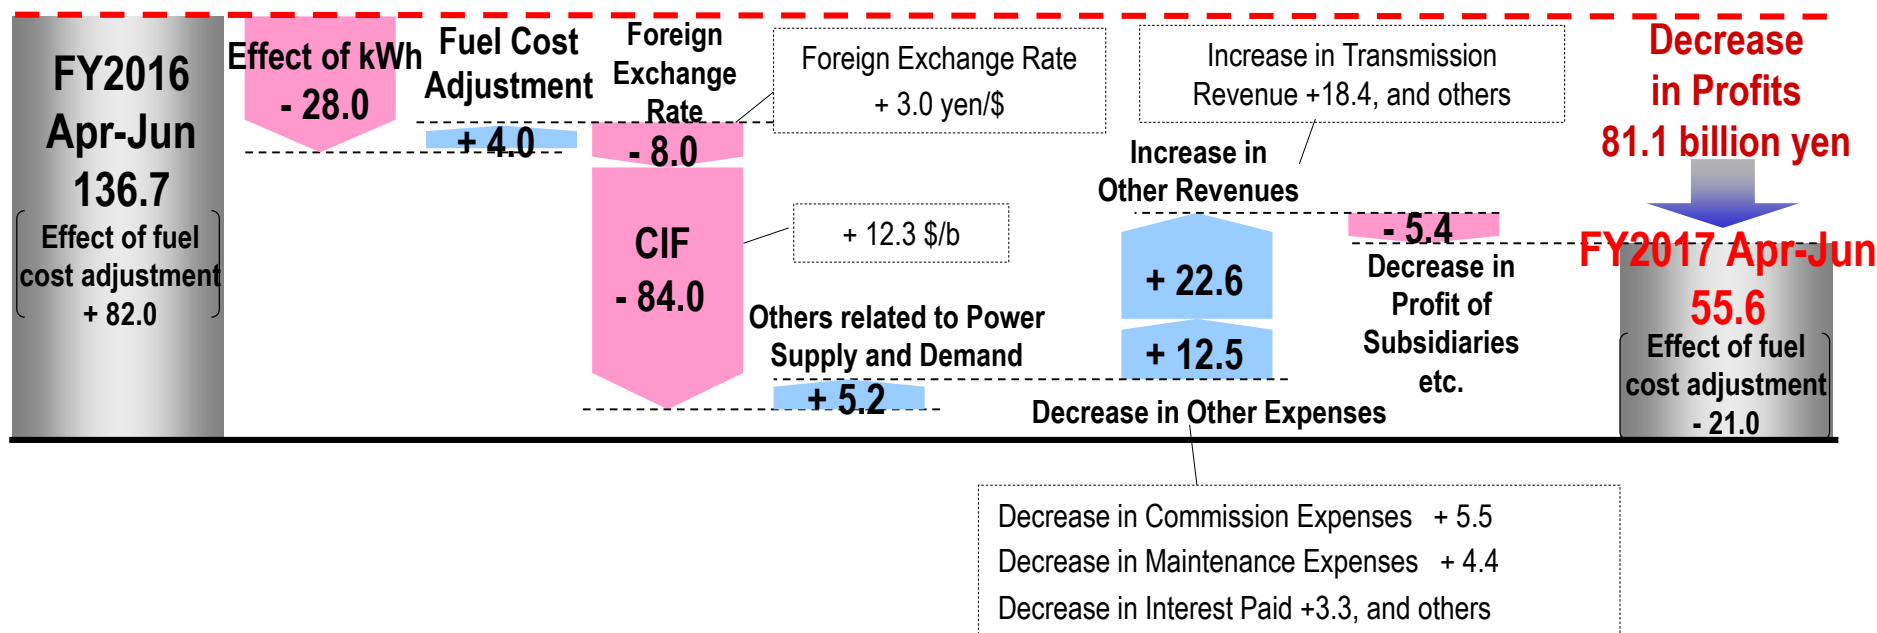 FY2016
Apr-Jun
136.7
Effect of fuel
cost adjustment
+ 82.0
Effect of kWh
- 28.0
Fuel Cost
Adjustment
+ 4.0
Foreign
Exchange
Rate
- 8.0
Foreign Exchange Rate
+ 3.0 yen/$
CIF
- 84.0
+ 12.3 $/b
Others related to Power
Supply and Demand
+ 5.2
Increase in Transmission
Revenue +18.4, and others
Increase in
Other Revenues
+ 22.6
+ 12.5
Decrease in Other Expenses
Decrease in Commission Expenses + 5.5
Decrease in Maintenance Expenses + 4.4
Decrease in Interest Paid +3.3, and others
- 5.4
Decrease in
Profit of
Subsidiaries
etc.
Decrease
in Profits
81.1 billion yen
FY2017 Apr-Jun
55.6
Effect of fuel
cost adjustment
- 21.0